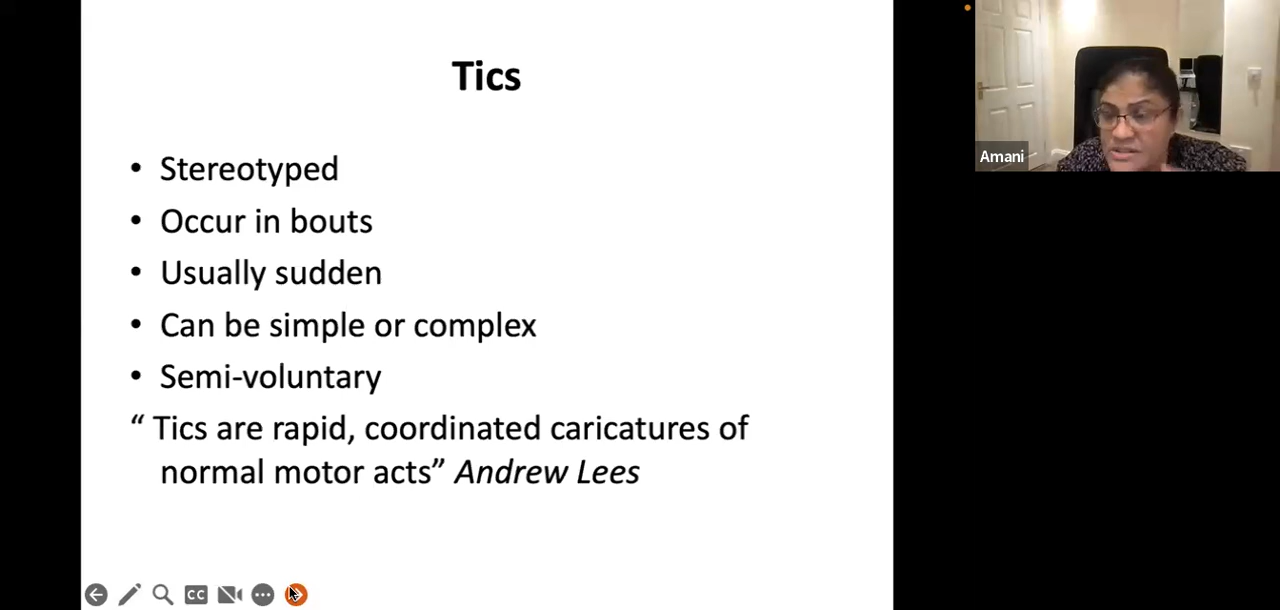 Tics
• Stereotyped
• Occur in bouts
• Usually sudden
• Can be simple or complex
• Semi-voluntary
“ Tics are rapid, coordinated caricatures of
normal motor acts” Andrew Lees
Amani
CC